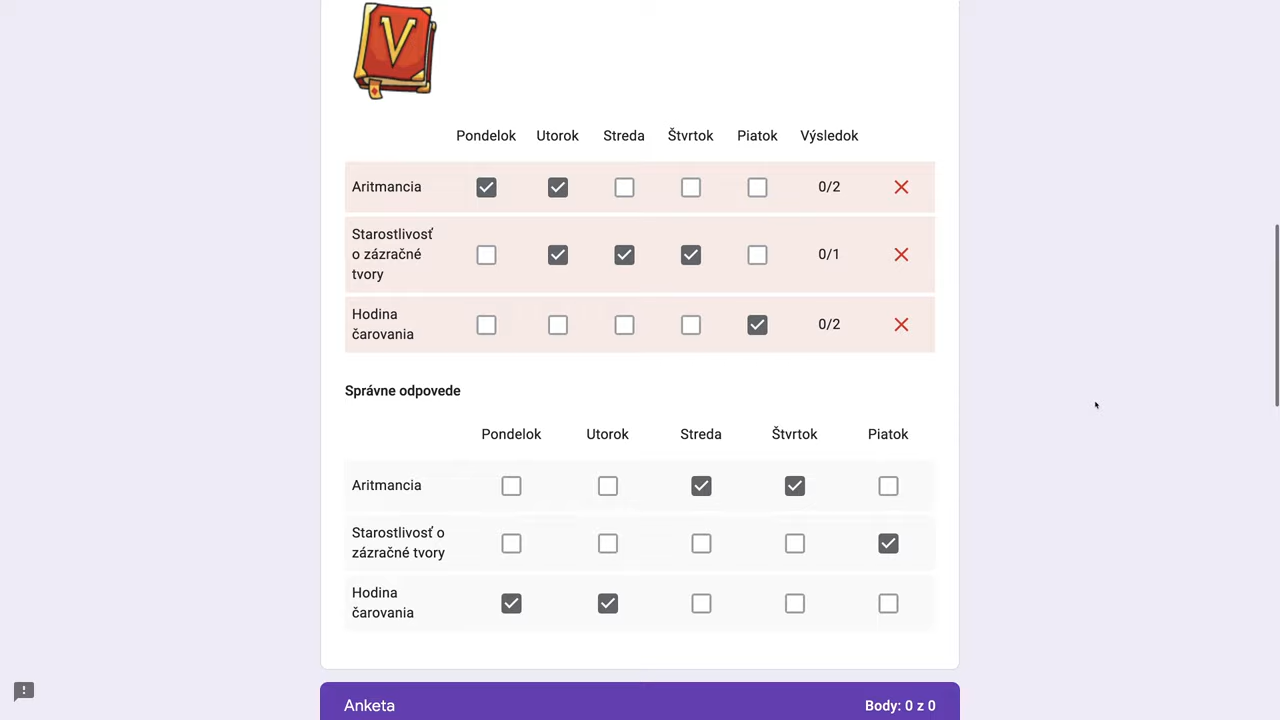 V
Pondelok Utorok Streda Štvrtok Piatok Výsledok
Aritmancia 0/2
Starostlivosť
o zázračné
tvory
0/1
Hodina
čarovania
0/2
Správne odpovede
Pondelok Utorok Streda Štvrtok Piatok
Aritmancia
Starostlivosť o
zázračné tvory
Hodina
čarovania
Anketa Body: 0 z 0